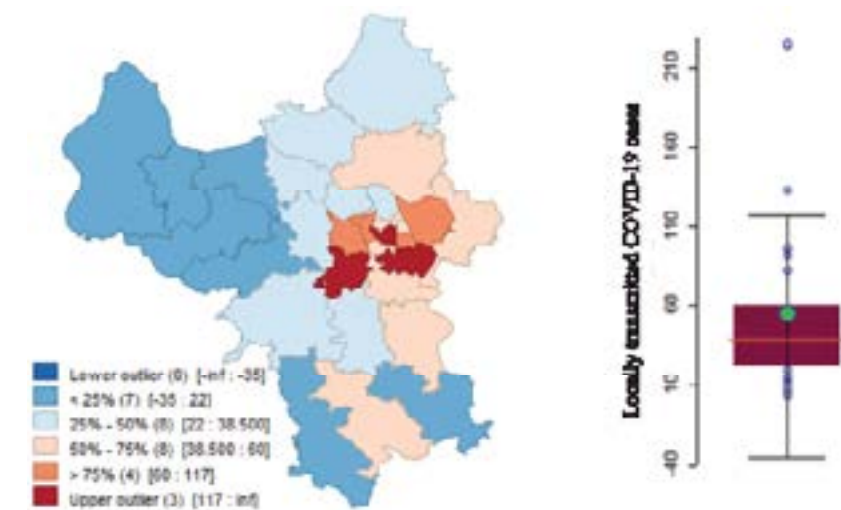 Lower outlier (0) [-inf : -35]
< 25% (7) [-35 : 22]
25% - 50% (8) [22 : 38.500]
50% - 75% (8) [38.500 : 60]
> 75% (4) [60 : 117]
Upper outlier (3) [117 : inf]
Locally transmitted COVID-19 cases
210
160
110
60
10
-40